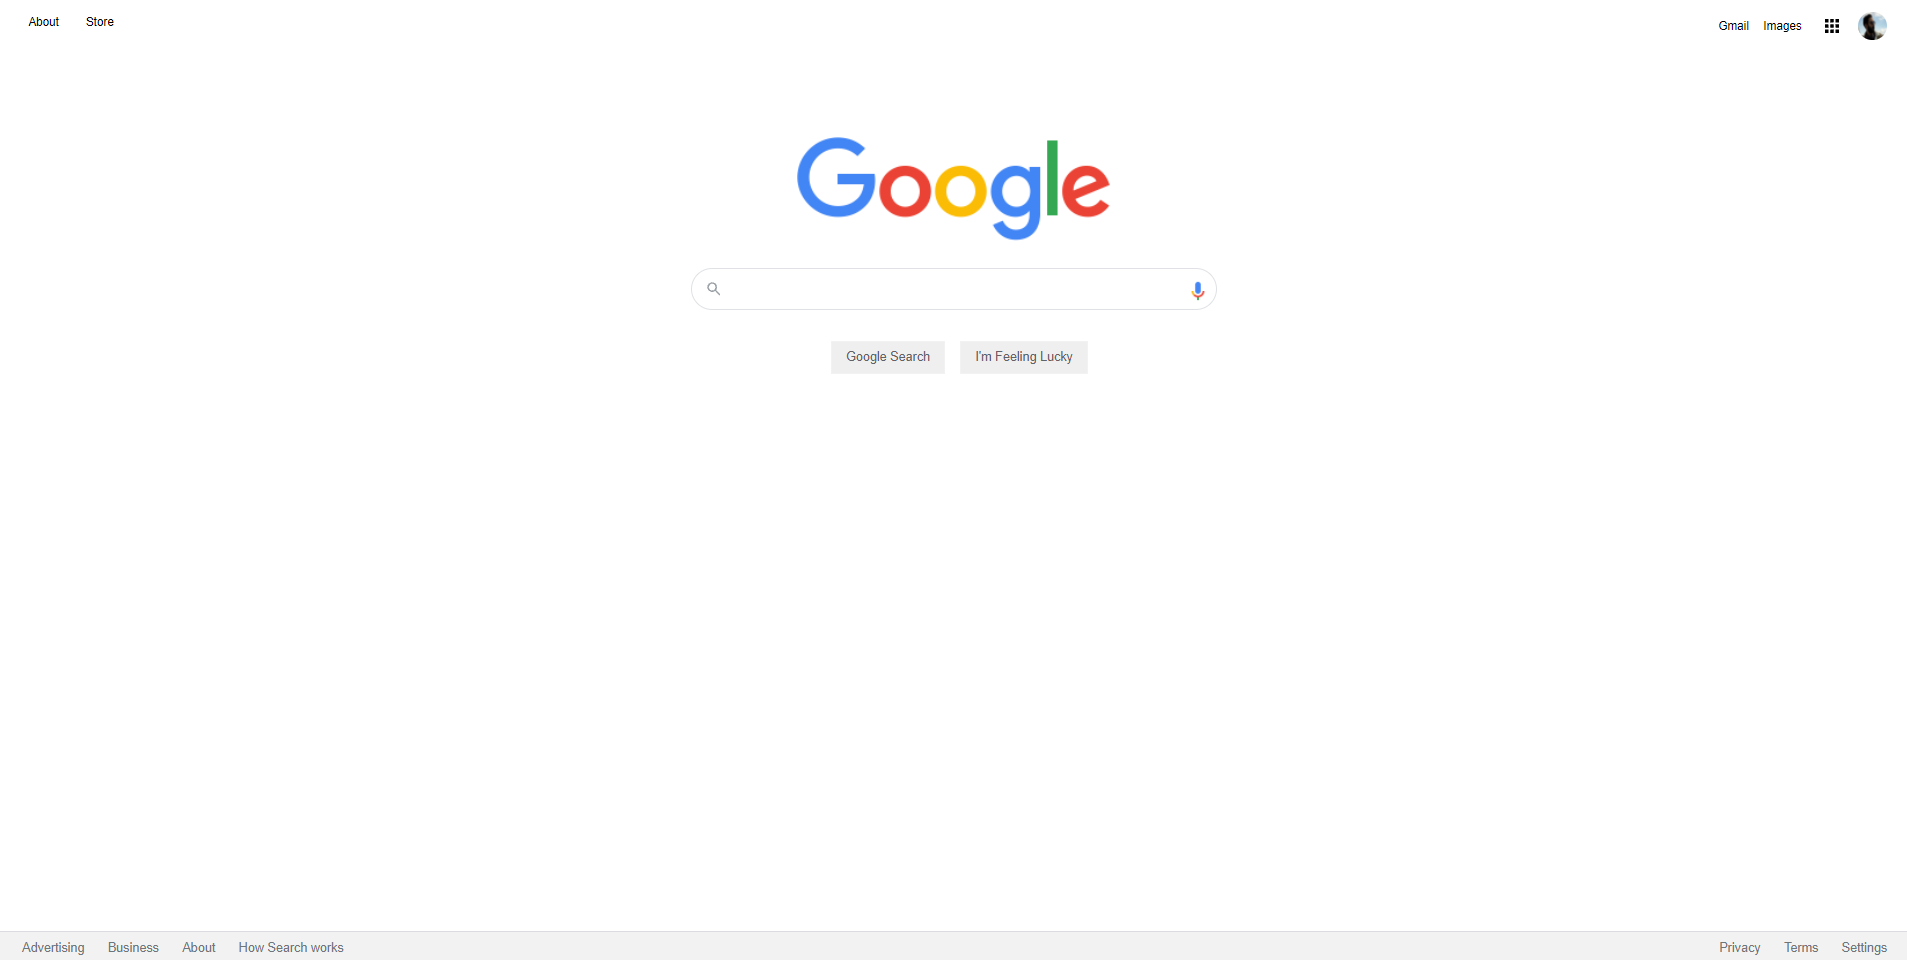 About Store Gmail Images
Google
Google Search I'm Feeling Lucky
Advertising Business About How Search works Privacy Terms Settings